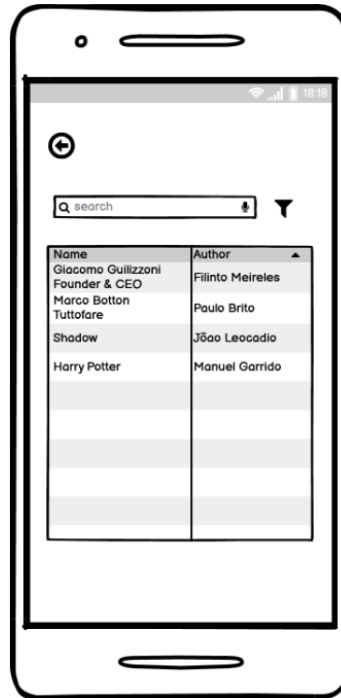 18:18
search
Name Author
Giacomo Guilizzoni
Founder & CEO
Filinto Meireles
Marco Botton
Tuttofare
Paulo Brito
Shadow Jõao Leocadio
Harry Potter Manuel Garrido